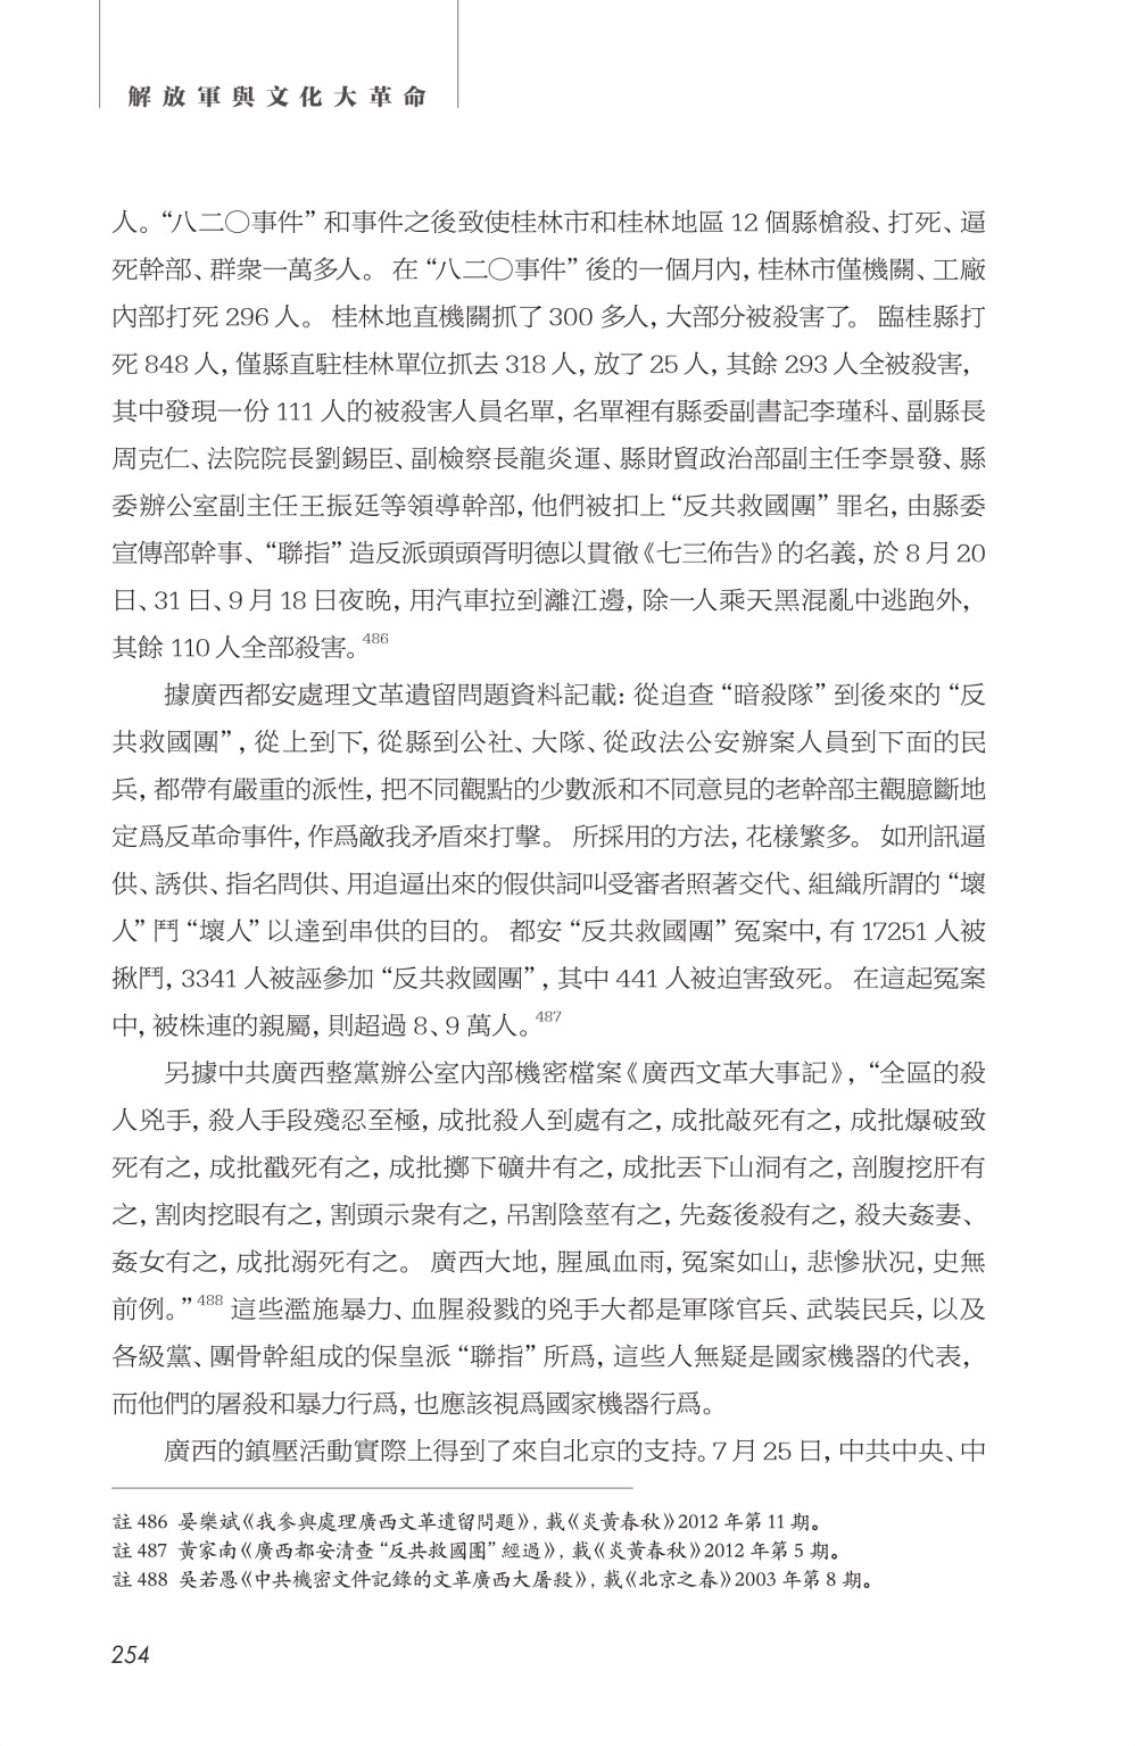 解放軍與文化大革命
人。“八二〇事件”和事件之後致使桂林市和桂林地區 12 個縣槍殺、打死、逼
死幹部、群衆一萬多人。在“八二〇事件”後的一個月內，桂林市僅機關、工廠
內部打死 296 人。桂林地直機關抓了 300 多人，大部分被殺害了。臨桂縣打
死 848 人，僅縣直駐桂林單位抓去 318 人，放了 25 人，其餘 293 人全被殺害，
其中發現一份 111 人的被殺害人員名單，名單裡有縣委副書記李瑾科、副縣長
周克仁、法院院長劉錫臣、副檢察長龍炎運、縣財貿政治部副主任李景發、縣
委辦公室副主任王振廷等領導幹部，他們被扣上“反共救國團”罪名，由縣委
宣傳部幹事、“聯指”造反派頭頭胥明德以貫徹《七三佈告》的名義，於 8 月 20
日、31 日、9 月 18 日夜晚，用汽車拉到灕江邊，除一人乘天黑混亂中逃跑外，
其餘 110 人全部殺害。486
據廣西都安處理文革遺留問題資料記載：從追查“暗殺隊”到後來的“反
共救國團”，從上到下，從縣到公社、大隊、從政法公安辦案人員到下面的民
兵，都帶有嚴重的派性，把不同觀點的少數派和不同意見的老幹部主觀臆斷地
定爲反革命事件，作爲敵我矛盾來打擊。所採用的方法，花樣繁多。如刑訊逼
供、誘供、指名問供、用追逼出來的假供詞叫受審者照著交代、組織所謂的“壞
人”鬥“壞人”以達到串供的目的。都安“反共救國團”冤案中，有 17251 人被
揪鬥，3341 人被誣參加“反共救國團”，其中 441 人被迫害致死。在這起冤案
中，被株連的親屬，則超過 8、9 萬人。487
另據中共廣西整黨辦公室內部機密檔案《廣西文革大事記》，“全區的殺
人兇手，殺人手段殘忍至極，成批殺人到處有之，成批敲死有之，成批爆破致
死有之，成批戳死有之，成批擲下礦井有之，成批丟下山洞有之，剖腹挖肝有
之，割肉挖眼有之，割頭示衆有之，吊割陰莖有之，先姦後殺有之，殺夫姦妻、
姦女有之，成批溺死有之。廣西大地，腥風血雨，冤案如山，悲慘狀况，史無
前例。”488 這些濫施暴力、血腥殺戮的兇手大都是軍隊官兵、武裝民兵，以及
各級黨、團骨幹組成的保皇派“聯指”所爲，這些人無疑是國家機器的代表，
而他們的屠殺和暴力行爲，也應該視爲國家機器行爲。
廣西的鎮壓活動實際上得到了來自北京的支持。7 月 25 日，中共中央、中
註 486 晏樂斌《我參與處理廣西文革遺留問題》，載《炎黃春秋》2012 年第 11 期。
註 487 黃家南《廣西都安清查“反共救國團”經過》，載《炎黃春秋》2012 年第 5 期。
註 488 吳若愚《中共機密文件記錄的文革廣西大屠殺》，載《北京之春》2003 年第 8 期。
254